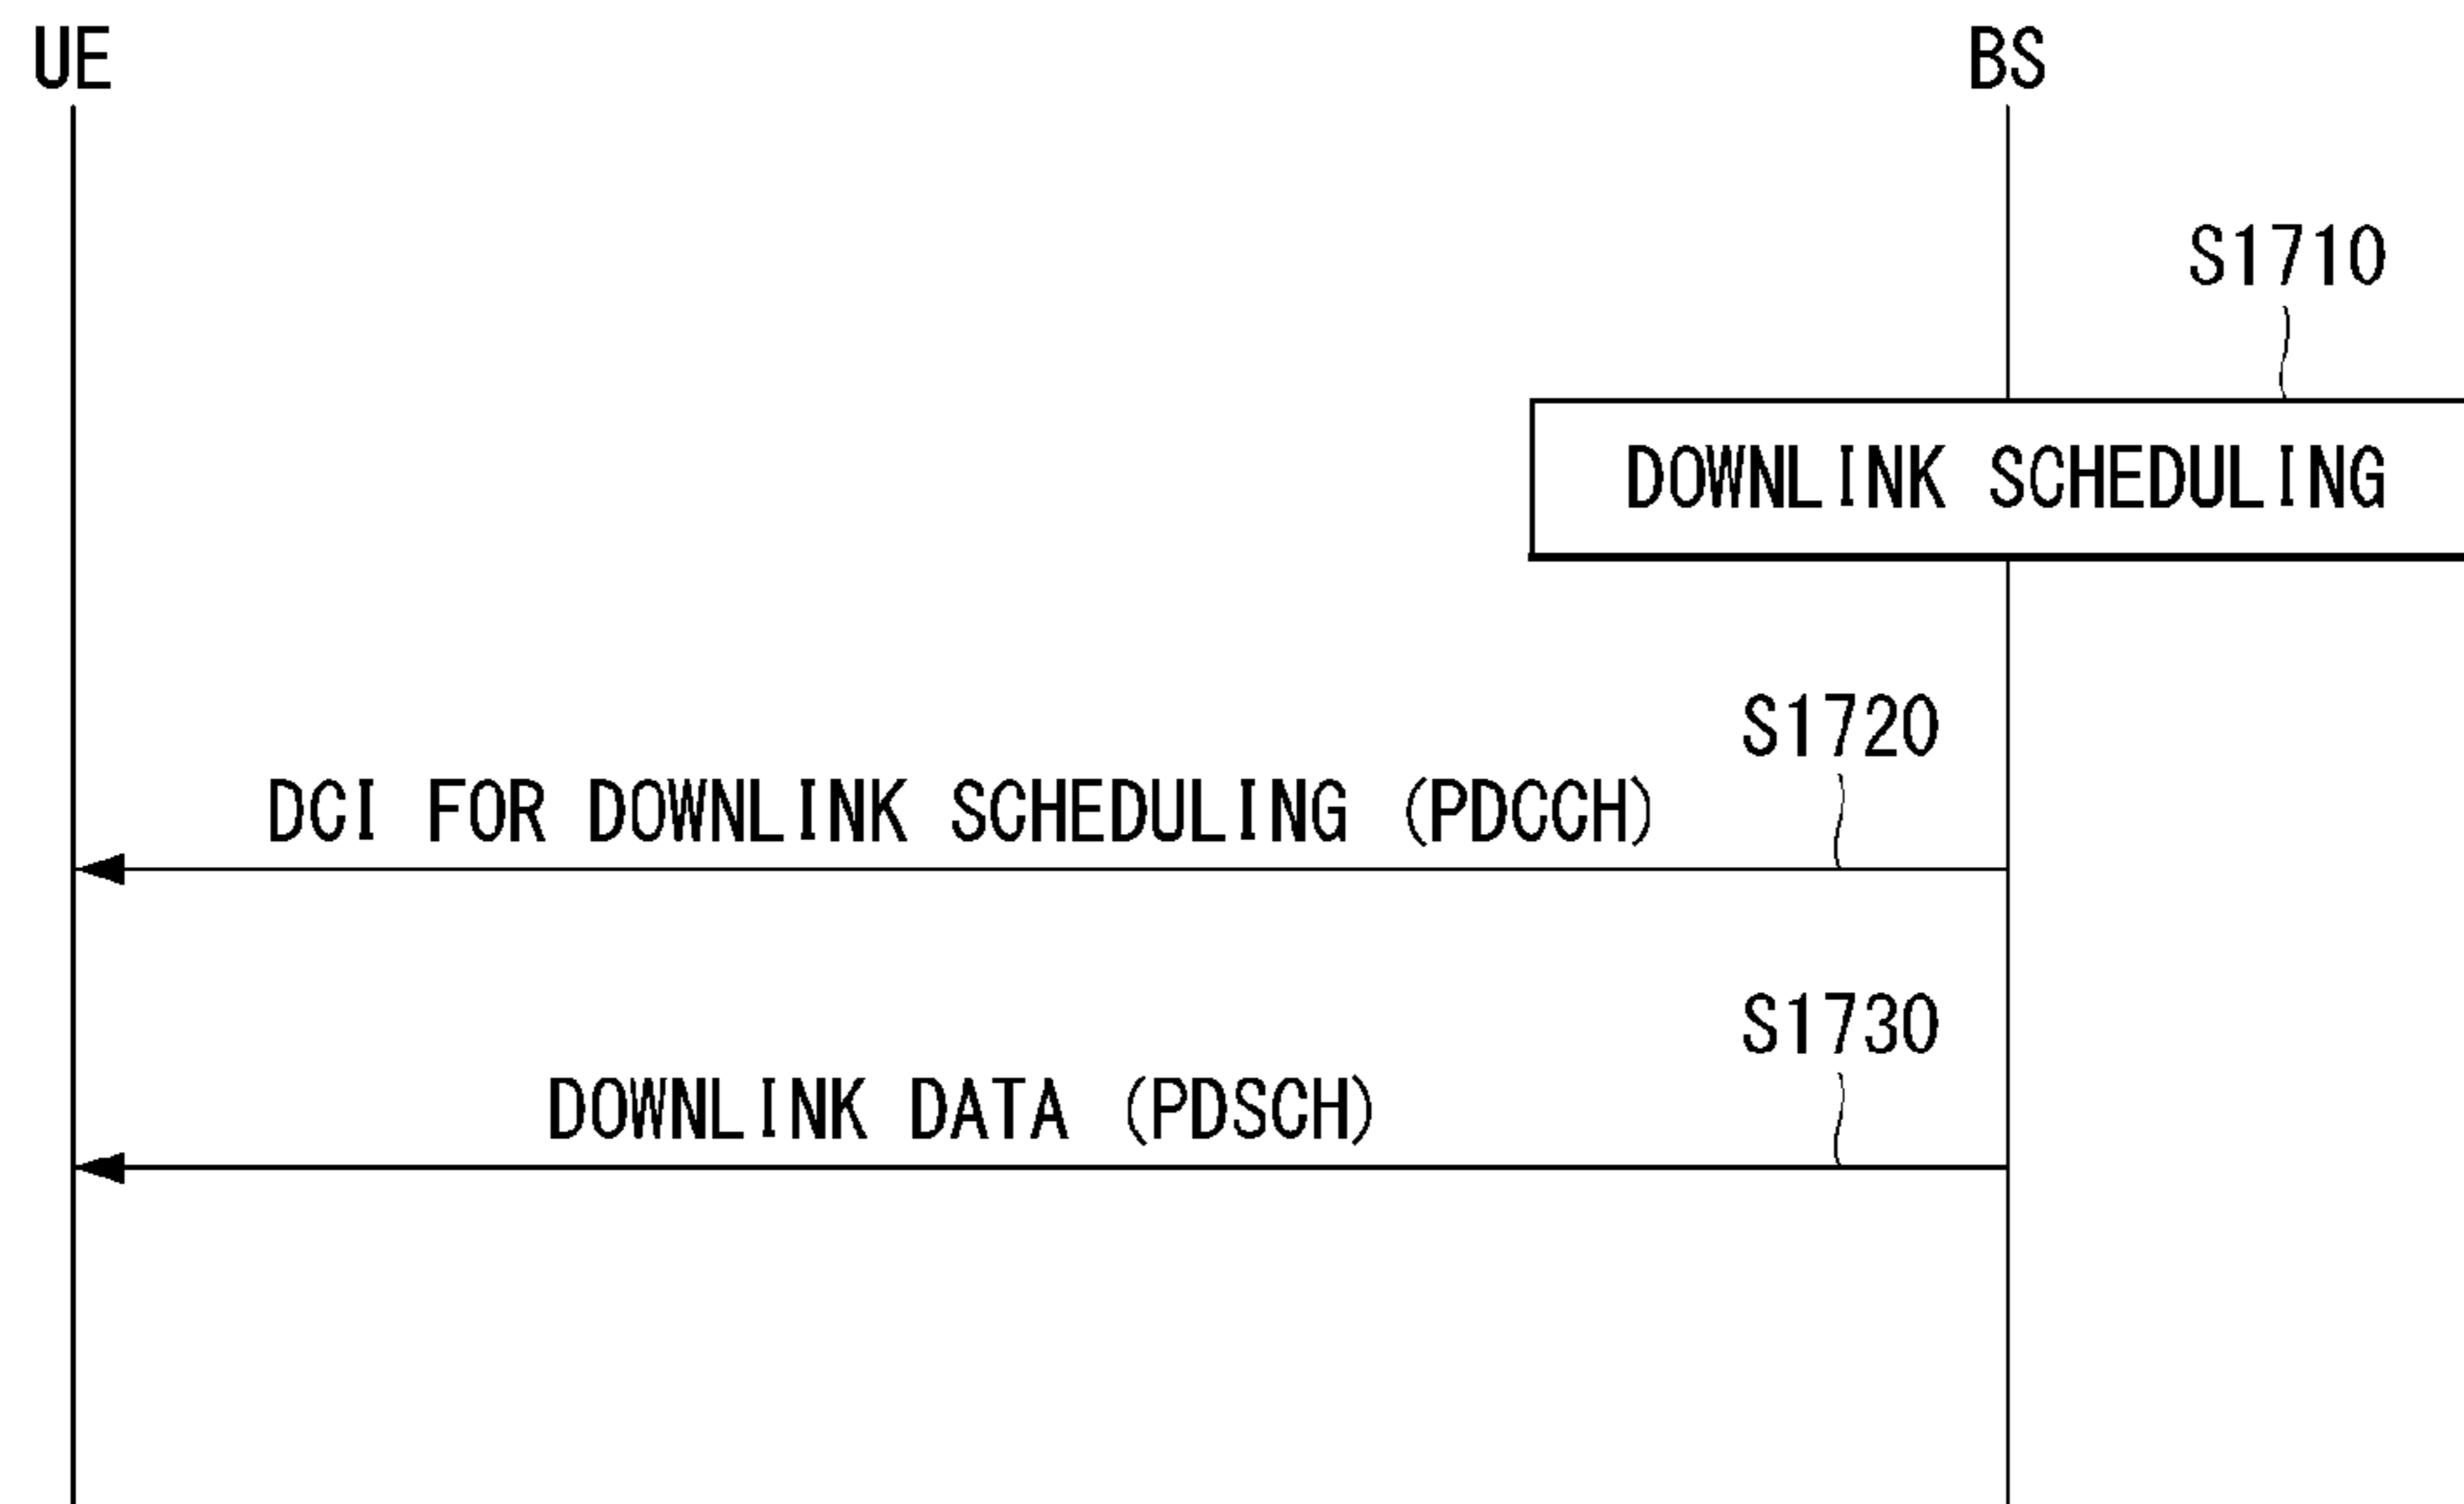 UE
BS
S1710
DOWNLINK SCHEDULING
S1720
DCI FOR DOWNLINK SCHEDULING (PDCCH)
S1730
DOWNLINK DATA (PDSCH)